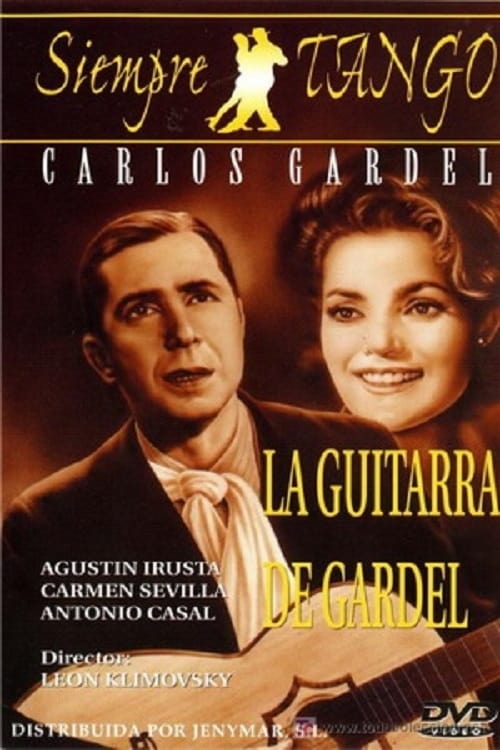 Siempre TANGO
CARLOS GARDEL
LA GUITARRA
DE GARDEL
AGUSTIN IRUSTA
CARMEN SEVILLA
ANTONIO CASAL
Director:
LEON KLIMOVSKY
DVD
VIDEO
DISTRIBUIDA POR JENYMAR, S.L.